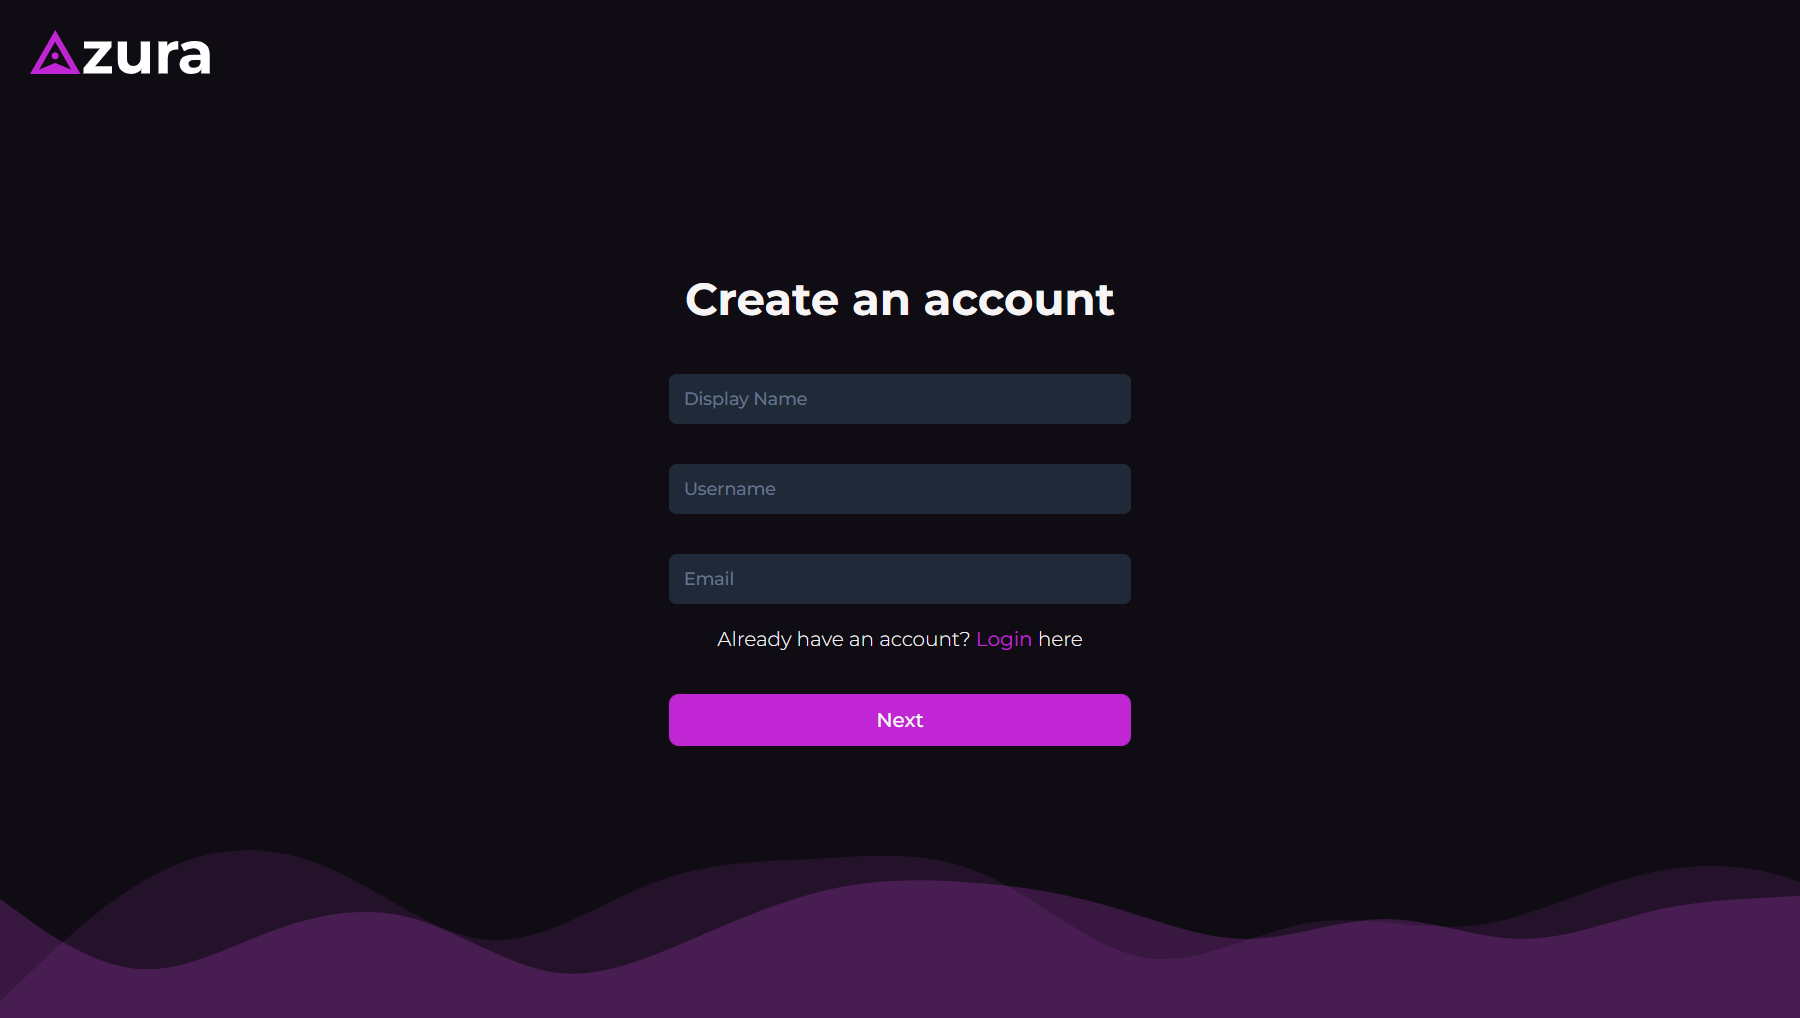 Azura
Create an account
Display Name
Username
Email
Already have an account? Login here
Next